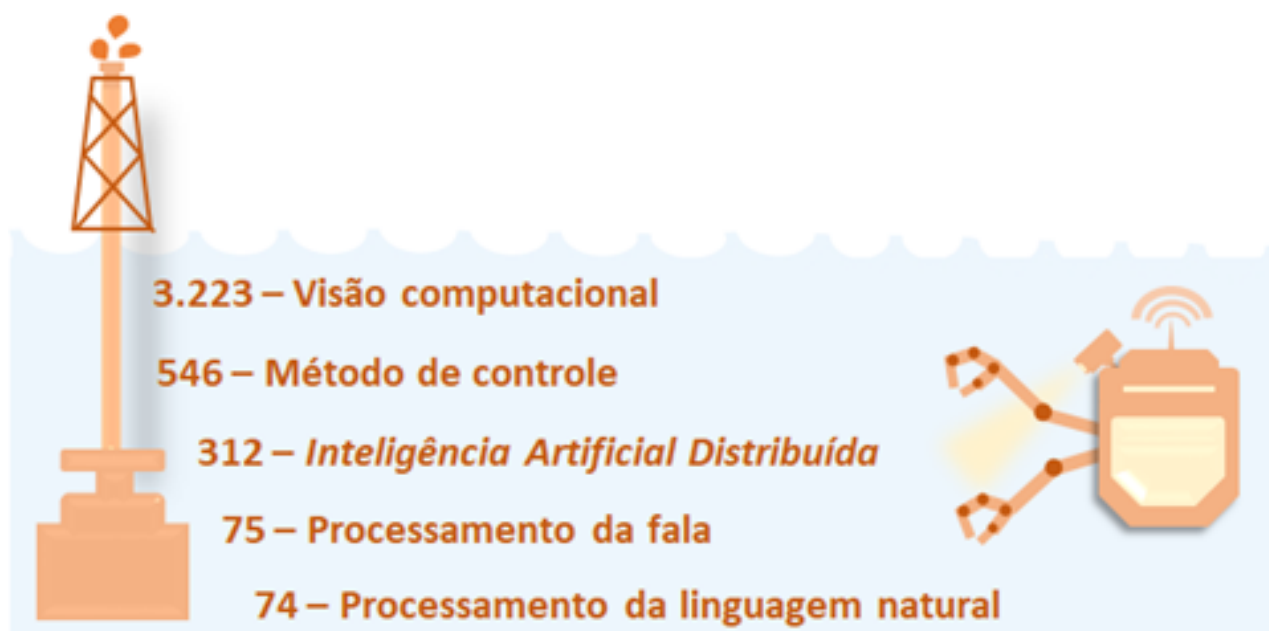 3.223 – Visão computacional
546 – Método de controle
312 – Inteligência Artificial Distribuída
75 – Processamento da fala
74 – Processamento da linguagem natural